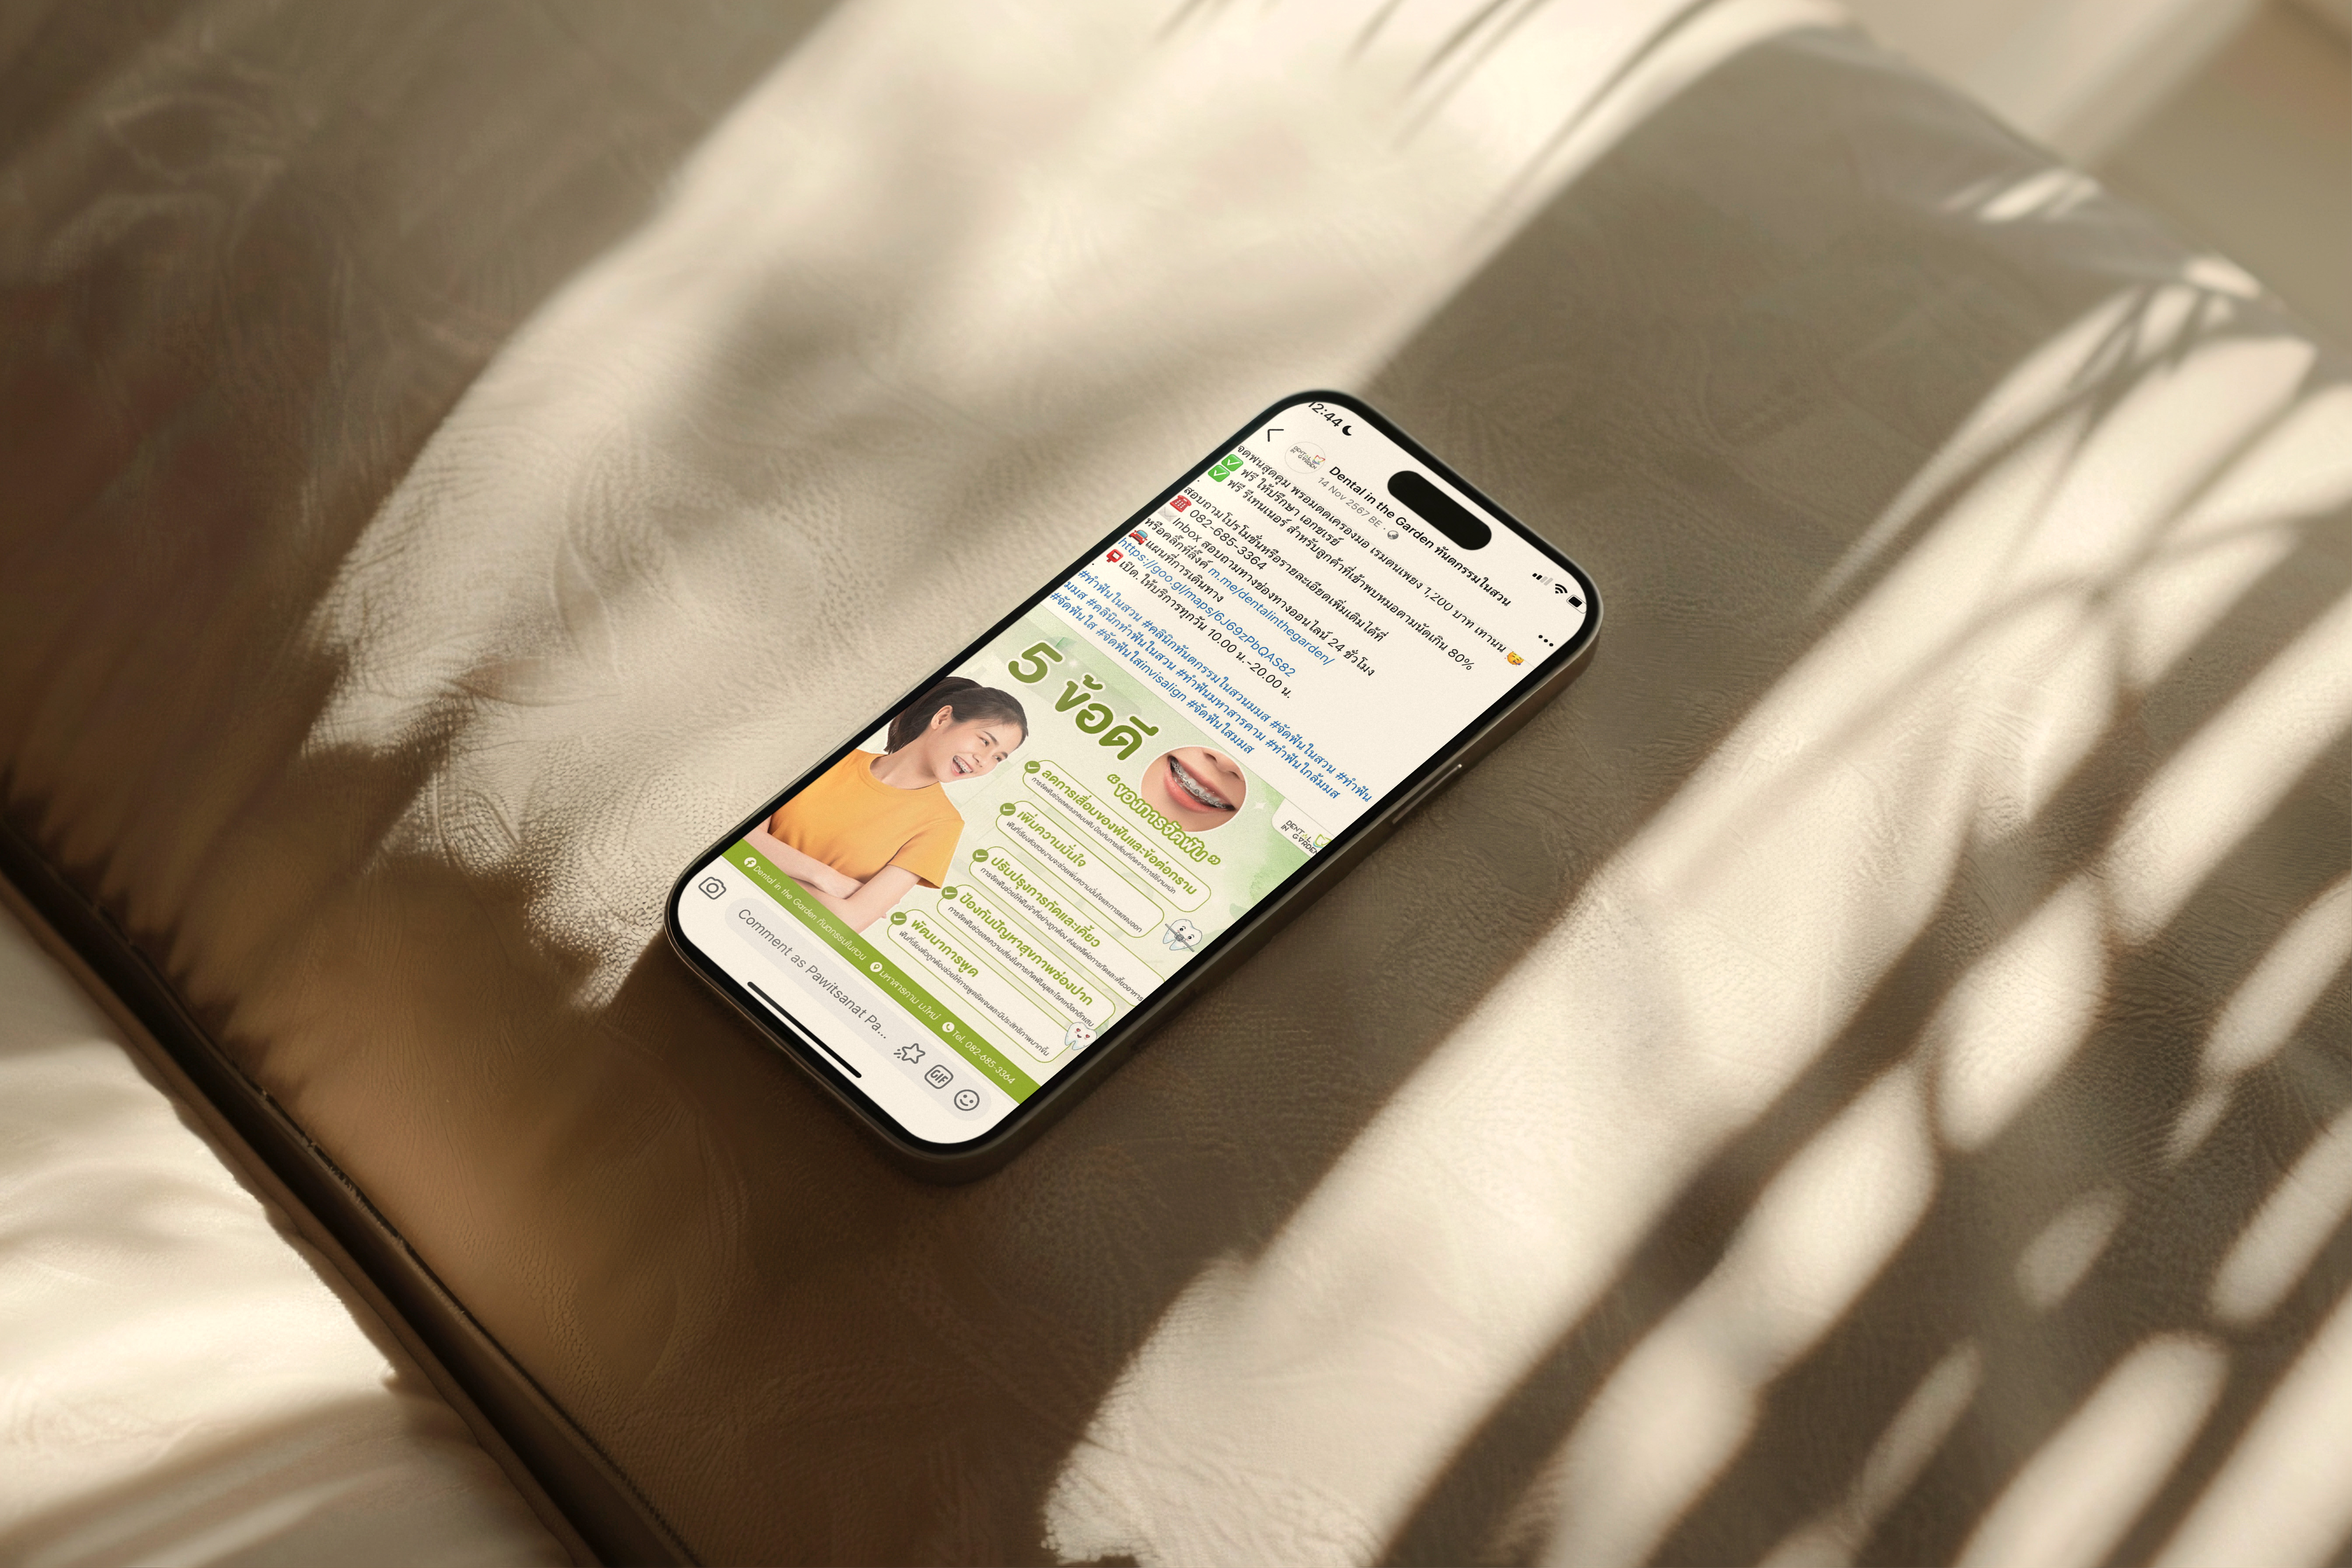 12:44
Dental in the Garden ทันตกรรมในสวน
14 Nov 2567 BE
จัดฟันสุดคุ้ม พร้อมติดเครื่องมือ เริ่มต้นเพียง 1,200 บาท เท่านั้น
✅ ฟรี ให้ปรึกษา เอกซเรย์
✅ ฟรี รีเทนเนอร์ สำหรับลูกค้าที่เข้าพบหมอตามนัดเกิน 80%
.
สอบถามโปรโมชั่นหรือรายละเอียดเพิ่มเติมได้ที่
☎️ 082-685-3364
Inbox สอบถามทางช่องทางออนไลน์ 24 ชั่วโมง
หรือคลิ๊กที่ลิ้งค์ m.me/dentalinthegarden/
🚘แผนที่การเดินทาง
https://goo.gl/maps/6J69zPbQAS82
📮เปิด. ให้บริการทุกวัน 10.00 น.-20.00 น.
.
#ทำฟันในสวน #คลินิกทันตกรรมในสวนมมส #จัดฟันในสวน #ทำฟัน
มมส #คลินิกทำฟันในสวน #ทำฟันมหาสารคาม #ทำฟันใกล้มมส
#จัดฟันใส #จัดฟันใสinvisalign #จัดฟันใสมมส
5 ข้อดี
“ของการจัดฟัน”
DENTAL
IN
GARDEN
ลดการเสื่อมของฟันและข้อต่อกราม
เพิ่มความมั่นใจ
ปรับปรุงการกัดและเคี้ยว
ป้องกันปัญหาสุขภาพช่องปาก
พัฒนาการพูด
Dental in the Garden ทันตกรรมในสวน มหาสารคาม ม.ใหม่ Tel. 082-685-3364
Comment as Pawitsanat Pa...
GIF